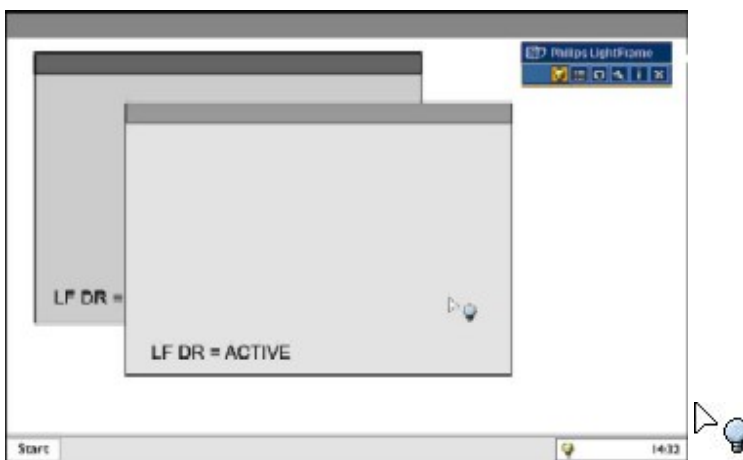 Philips LightFrame
LF DR =
LF DR = ACTIVE
Start
14:32